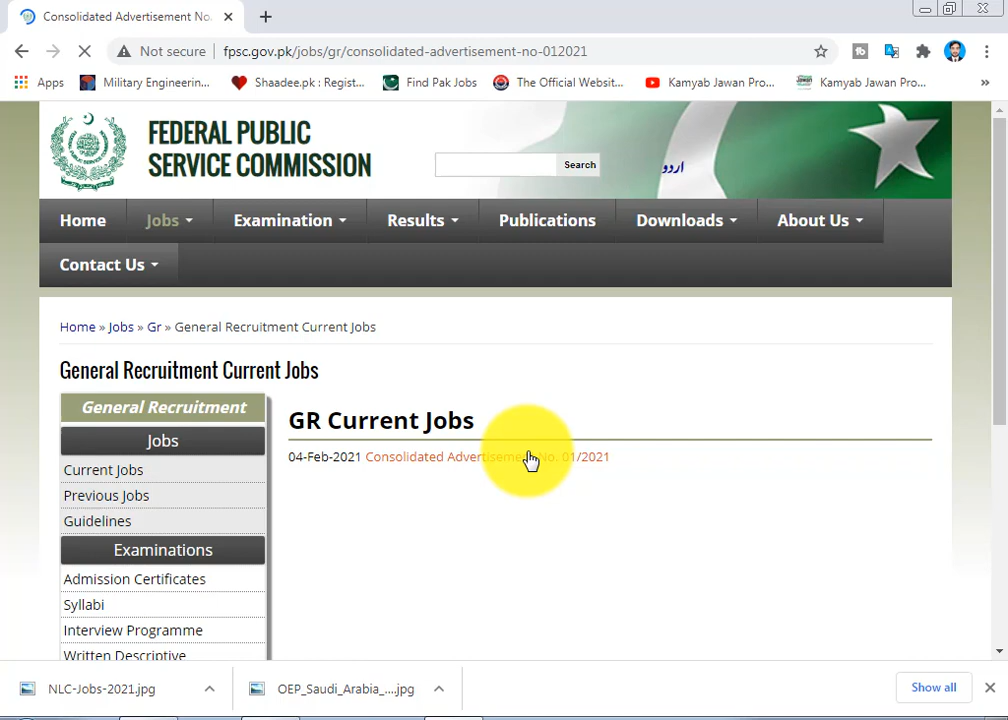 Consolidated Advertisement No.
Not secure
fpsc.gov.pk/jobs/gr/consolidated-advertisement-no-012021
Apps
Military Engineerin...
Shaadee.pk : Regist...
Find Pak Jobs
The Official Websit...
Kamyab Jawan Pro...
Kamyab Jawan Pro...
»
FEDERAL PUBLIC
SERVICE COMMISSION
Search
اردو
Home
Jobs
Examination
Results
Publications
Downloads
About Us
Contact Us
Home » Jobs » Gr » General Recruitment Current Jobs
General Recruitment Current Jobs
General Recruitment
Jobs
Current Jobs
Previous Jobs
Guidelines
Examinations
Admission Certificates
Syllabi
Interview Programme
Written Descriptive
GR Current Jobs
04-Feb-2021 Consolidated Advertisement No. 01/2021
NLC-Jobs-2021.jpg
OEP_Saudi_Arabia_....jpg
Show all